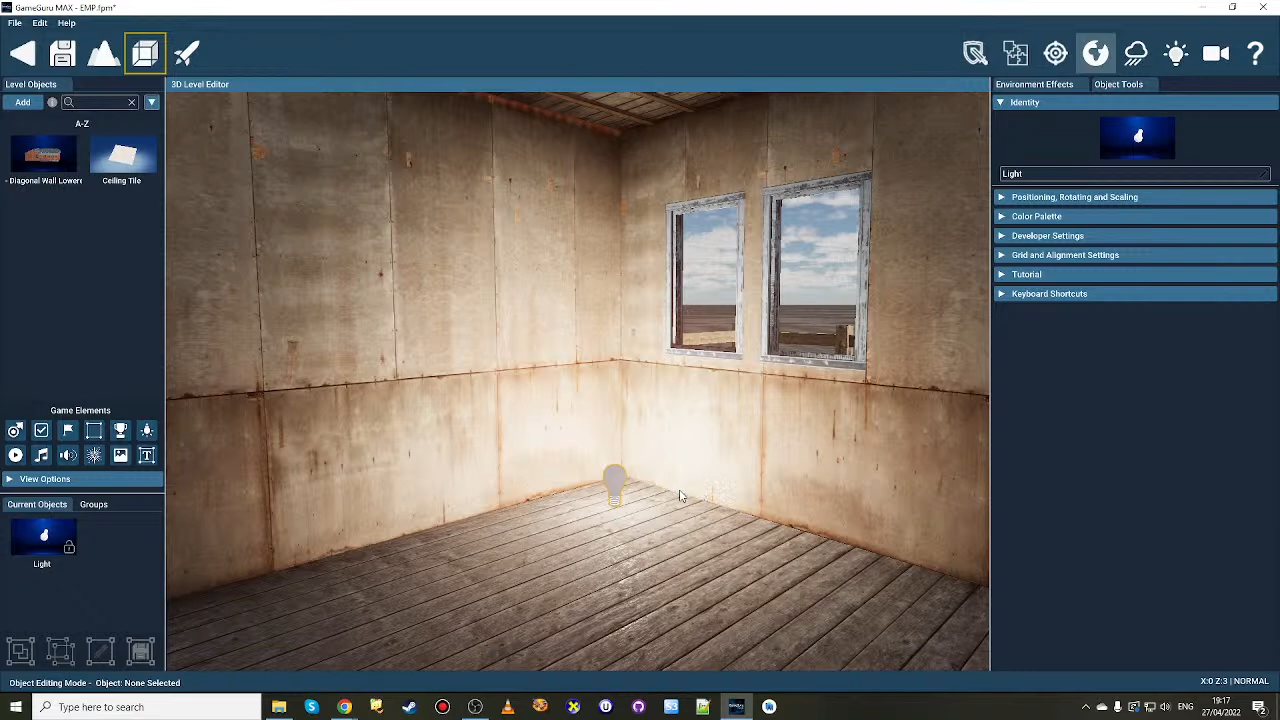 GameGuru MAX - EMP.fpm*
File Edit Help
Level Objects
3D Level Editor
Environment Effects
Object Tools
Add
A-Z
- Diagonal Wall Lowere
Ceiling Tile
Identity
Light
Positioning, Rotating and Scaling
Color Palette
Developer Settings
Grid and Alignment Settings
Tutorial
Keyboard Shortcuts
Game Elements
View Options
Current Objects
Groups
Light
Object Editing Mode - Object: None Selected
X:0 Z:3 | NORMAL
Type here to search
19:17
27/04/2022